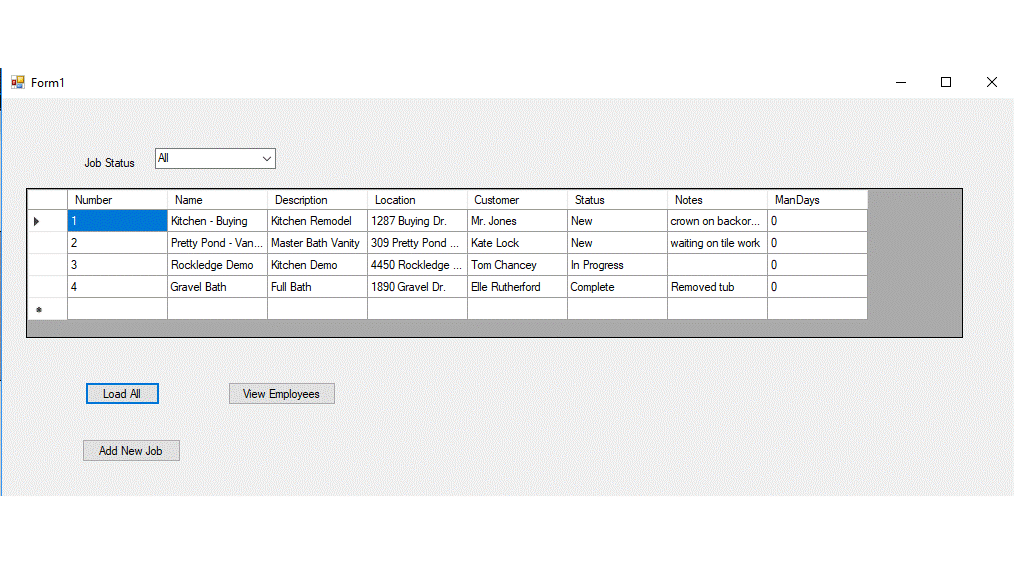 Form1
Job Status All
Number Name Description Location Customer Status Notes ManDays
1 Kitchen - Buying Kitchen Remodel 1287 Buying Dr. Mr. Jones New crown on backor... 0
2 Pretty Pond - Van... Master Bath Vanity 309 Pretty Pond ... Kate Lock New waiting on tile work 0
3 Rockledge Demo Kitchen Demo 4450 Rockledge ... Tom Chancey In Progress 0
4 Gravel Bath Full Bath 1890 Gravel Dr. Elle Rutherford Complete Removed tub 0
Load All View Employees
Add New Job